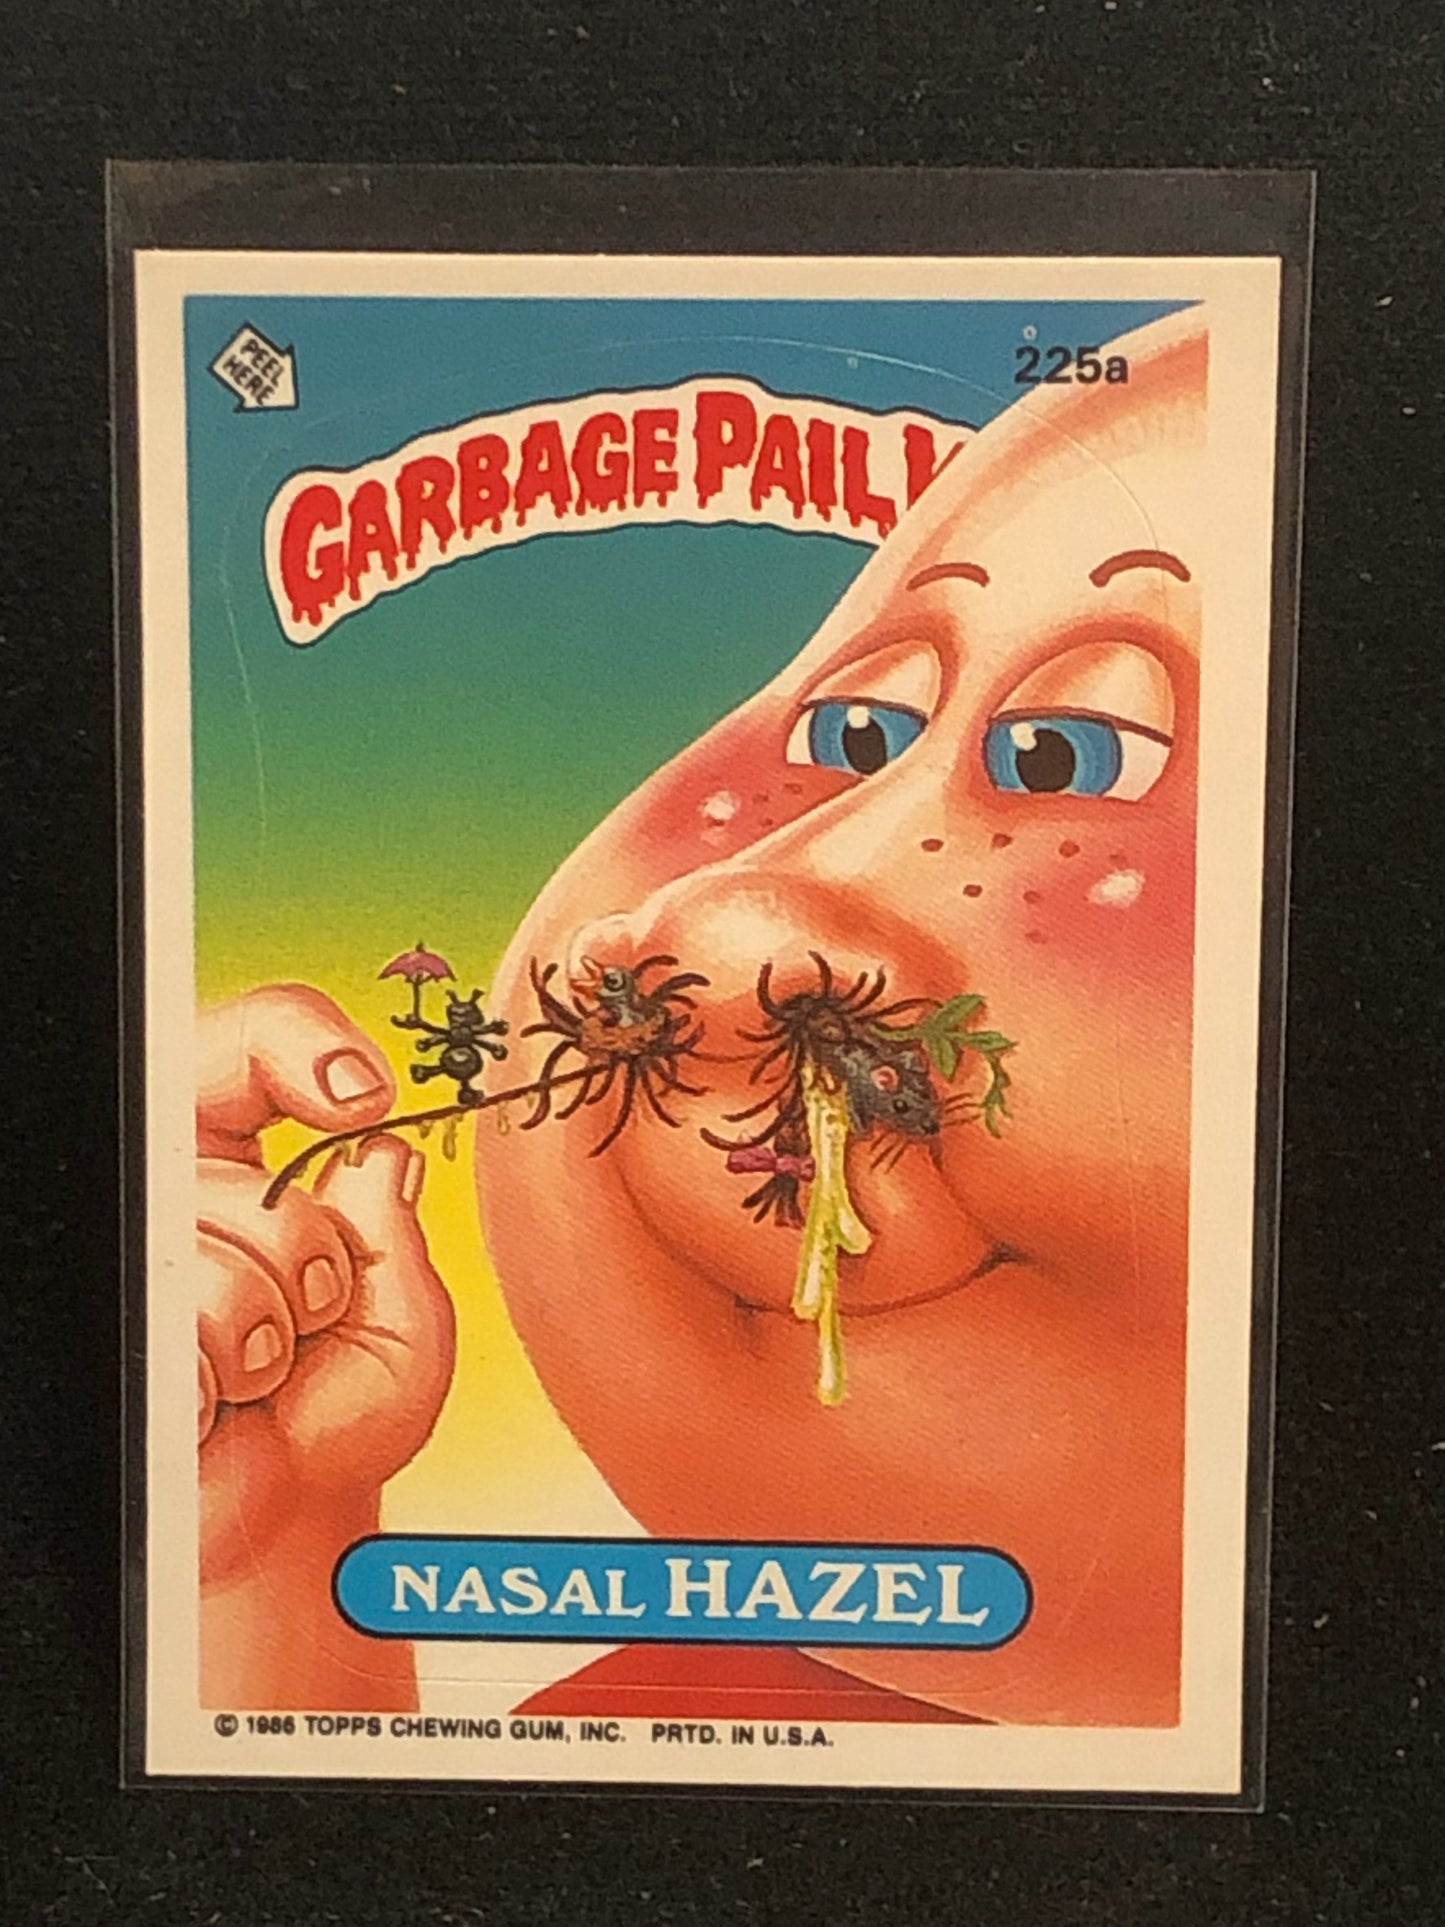 PEEL
HERE
225a
GARBAGE PAIL K
NASAL HAZEL
© 1986 TOPPS CHEWING GUM, INC. PRTD. IN U.S.A.